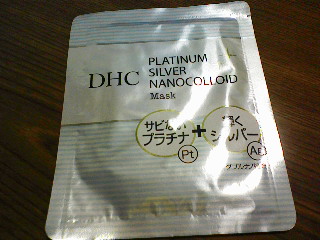 DHC
PLATINUM
SILVER
NANOCOLLOID
Mask
サビない
プラチナ
Pt
+
輝く
シルバー
Ag